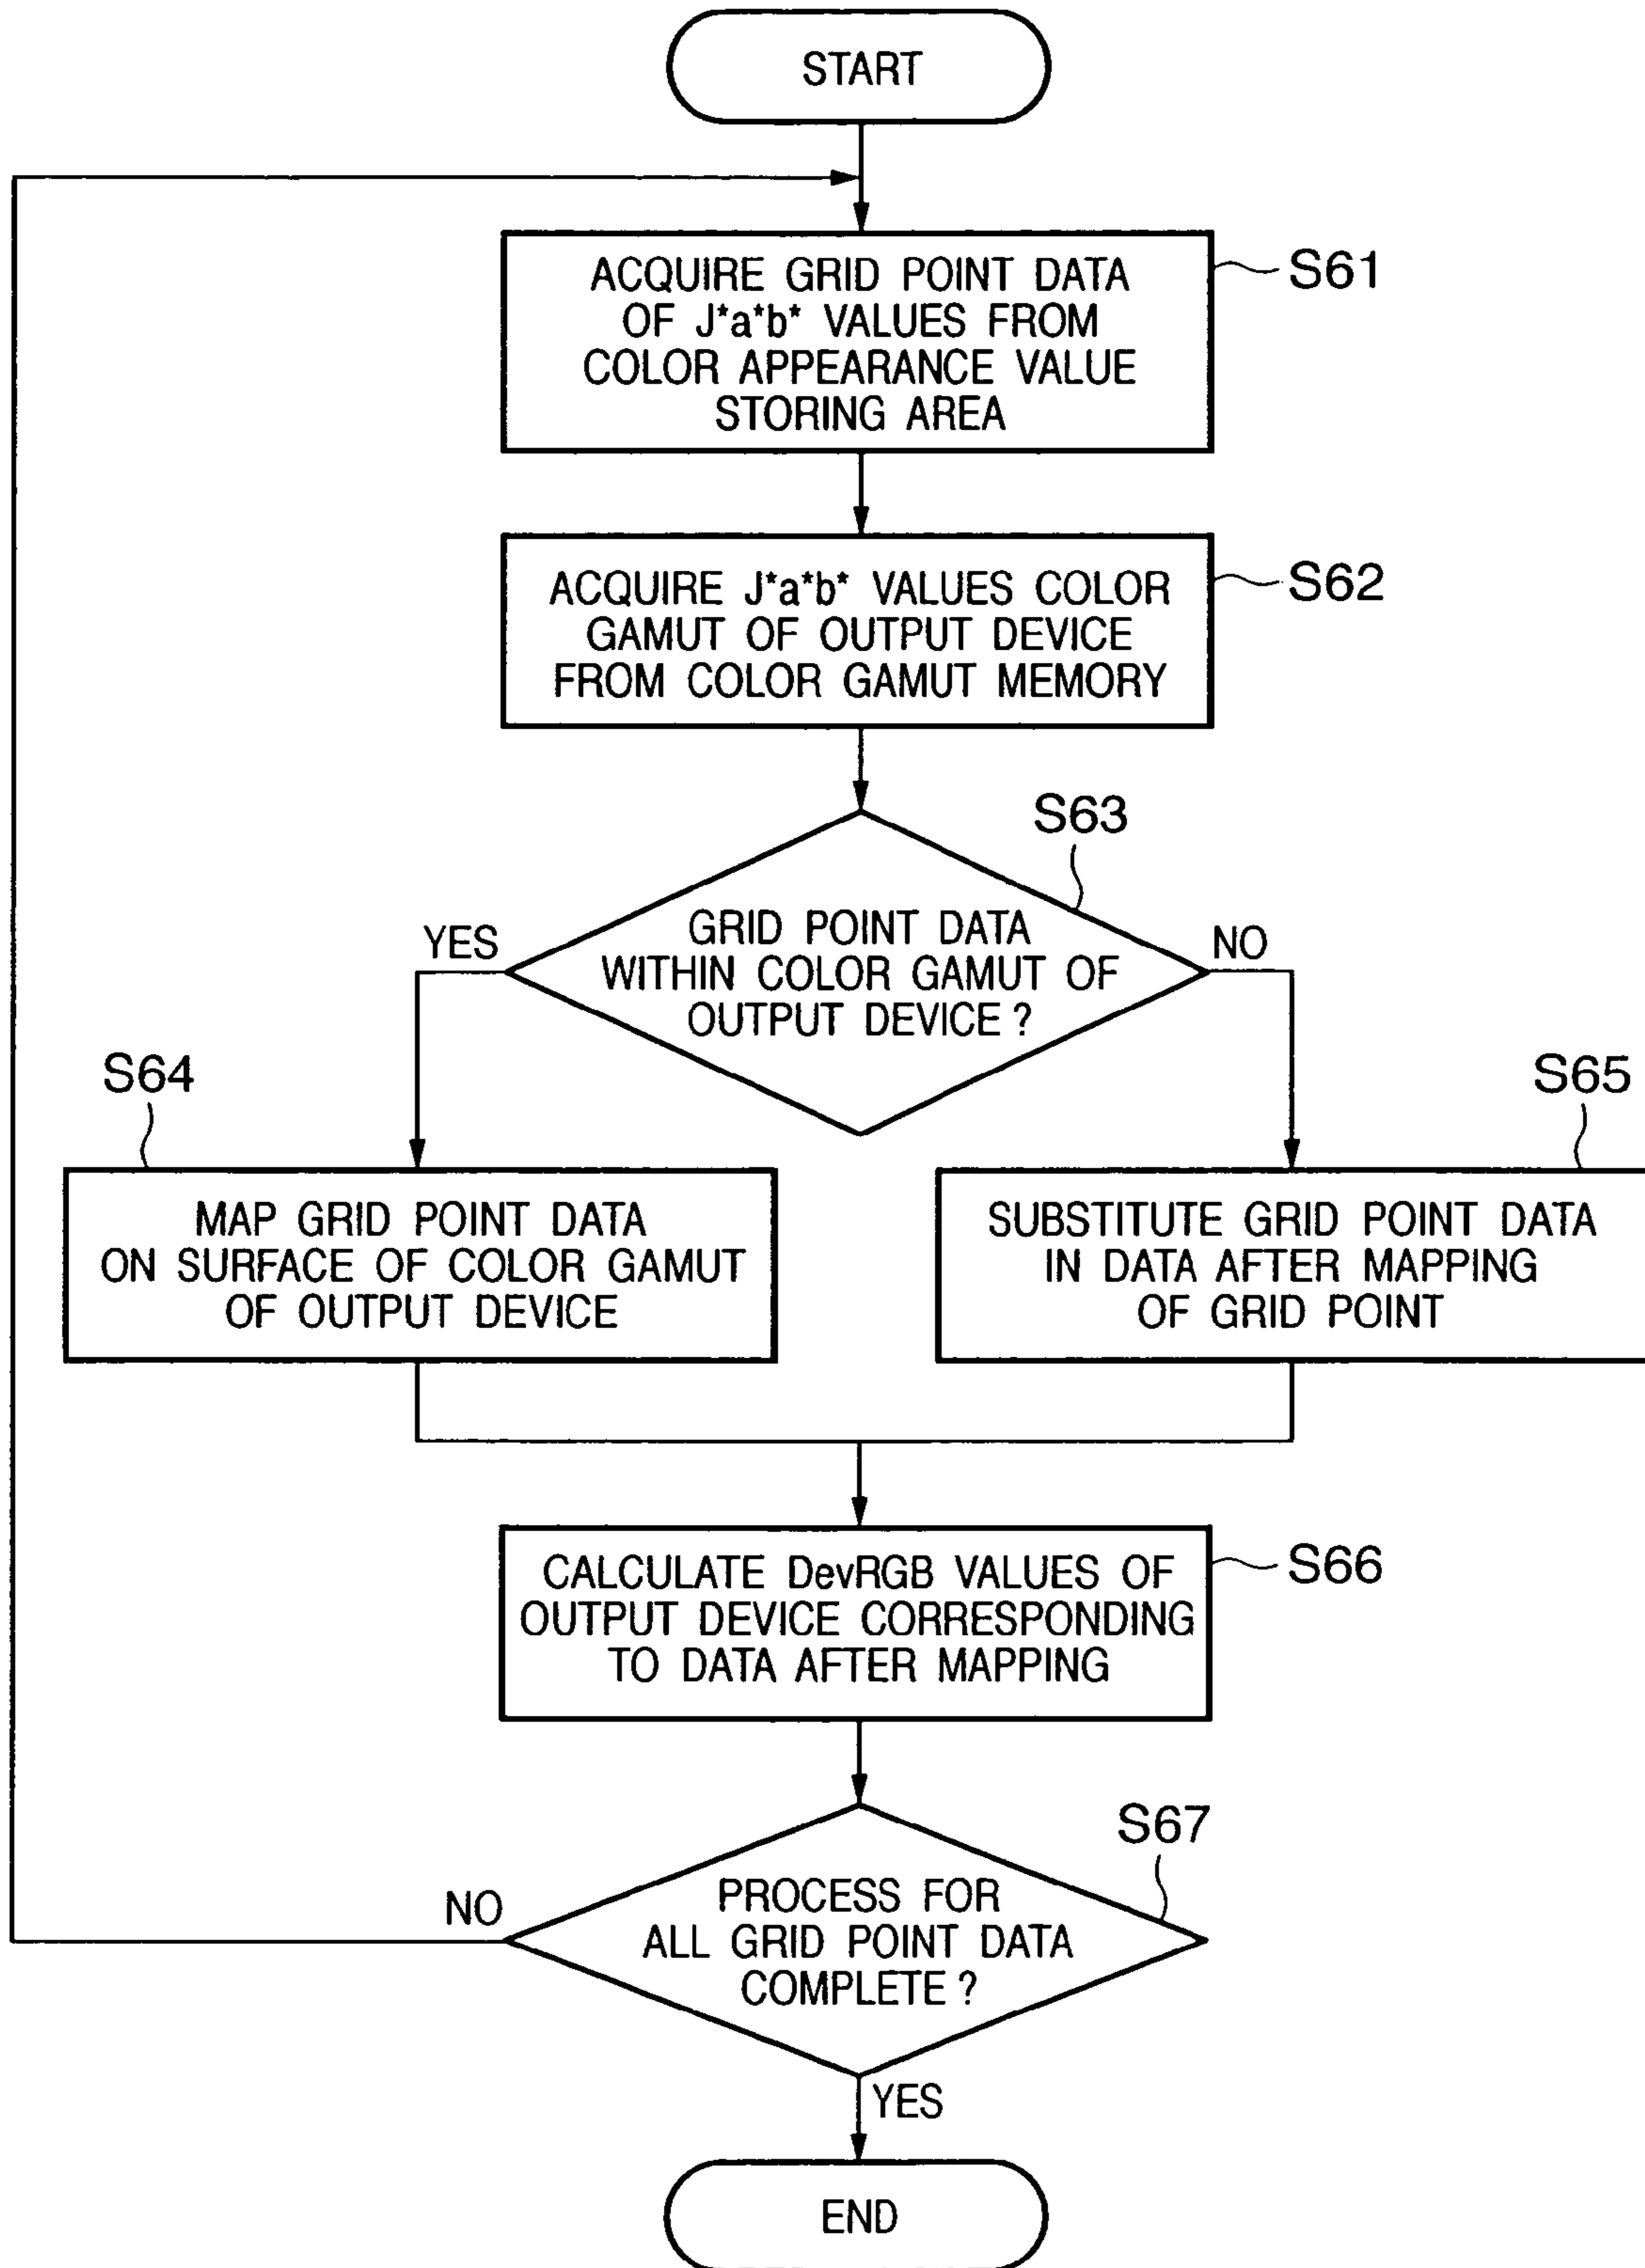 START
ACQUIRE GRID POINT DATA
OF J*a*b* VALUES FROM
COLOR APPEARANCE VALUE
STORING AREA
S61
ACQUIRE J*a*b* VALUES COLOR
GAMUT OF OUTPUT DEVICE
FROM COLOR GAMUT MEMORY
S62
S63
GRID POINT DATA
WITHIN COLOR GAMUT OF
OUTPUT DEVICE ?
YES
NO
S64
MAP GRID POINT DATA
ON SURFACE OF COLOR GAMUT
OF OUTPUT DEVICE
S65
SUBSTITUTE GRID POINT DATA
IN DATA AFTER MAPPING
OF GRID POINT
CALCULATE DevRGB VALUES OF
OUTPUT DEVICE CORRESPONDING
TO DATA AFTER MAPPING
S66
S67
PROCESS FOR
ALL GRID POINT DATA
COMPLETE ?
NO
YES
END